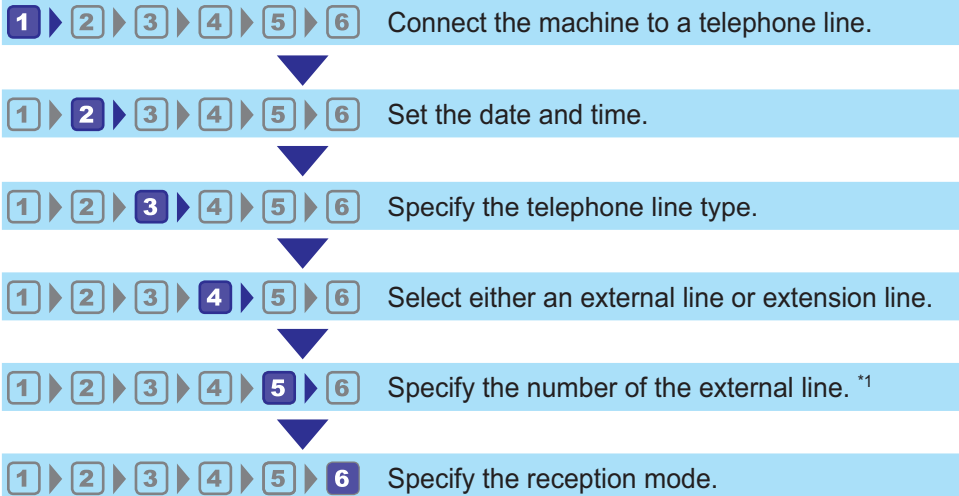 1 2 3 4 5 6 Connect the machine to a telephone line.
1 2 3 4 5 6 Set the date and time.
1 2 3 4 5 6 Specify the telephone line type.
1 2 3 4 5 6 Select either an external line or extension line.
1 2 3 4 5 6 Specify the number of the external line. *1
1 2 3 4 5 6 Specify the reception mode.